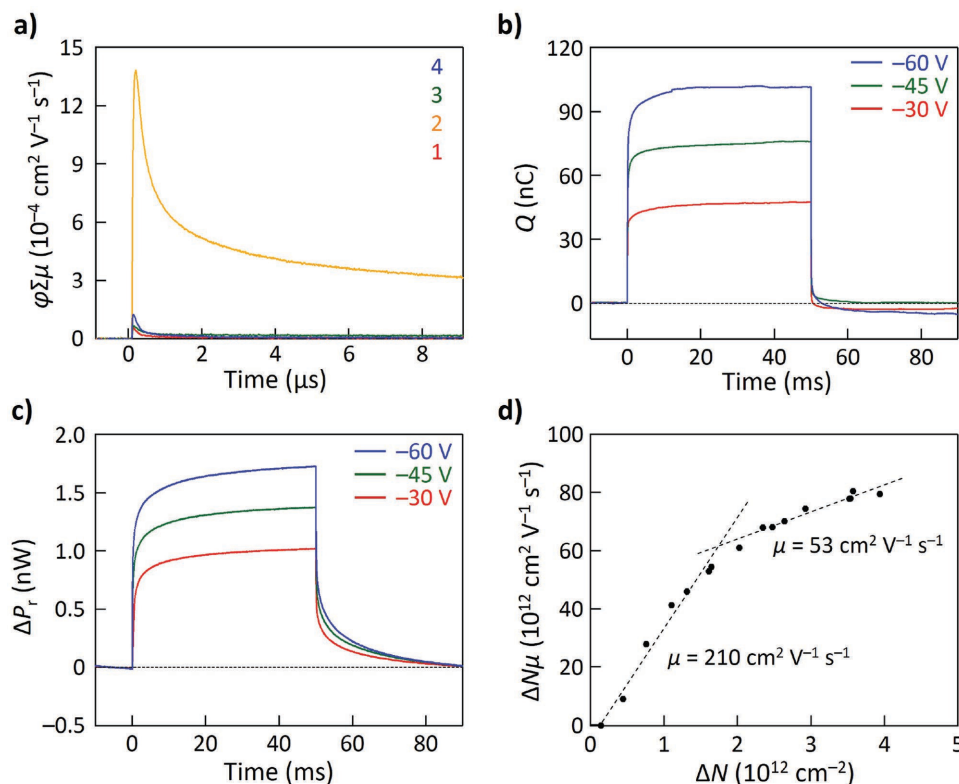 a)
15
12
9
6
3
0
φΣμ (10⁻⁴ cm² V⁻¹ s⁻¹)
4
3
2
1
0 2 4 6 8
Time (μs)
b)
120
90
60
30
0
Q (nC)
–60 V
–45 V
–30 V
0 20 40 60 80
Time (ms)
c)
2.0
1.5
1.0
0.5
0
–0.5
ΔPᵣ (nW)
–60 V
–45 V
–30 V
0 20 40 60 80
Time (ms)
d)
100
80
60
40
20
0
ΔNμ (10¹² cm² V⁻¹ s⁻¹)
μ = 53 cm² V⁻¹ s⁻¹
μ = 210 cm² V⁻¹ s⁻¹
0 1 2 3 4 5
ΔN (10¹² cm⁻²)